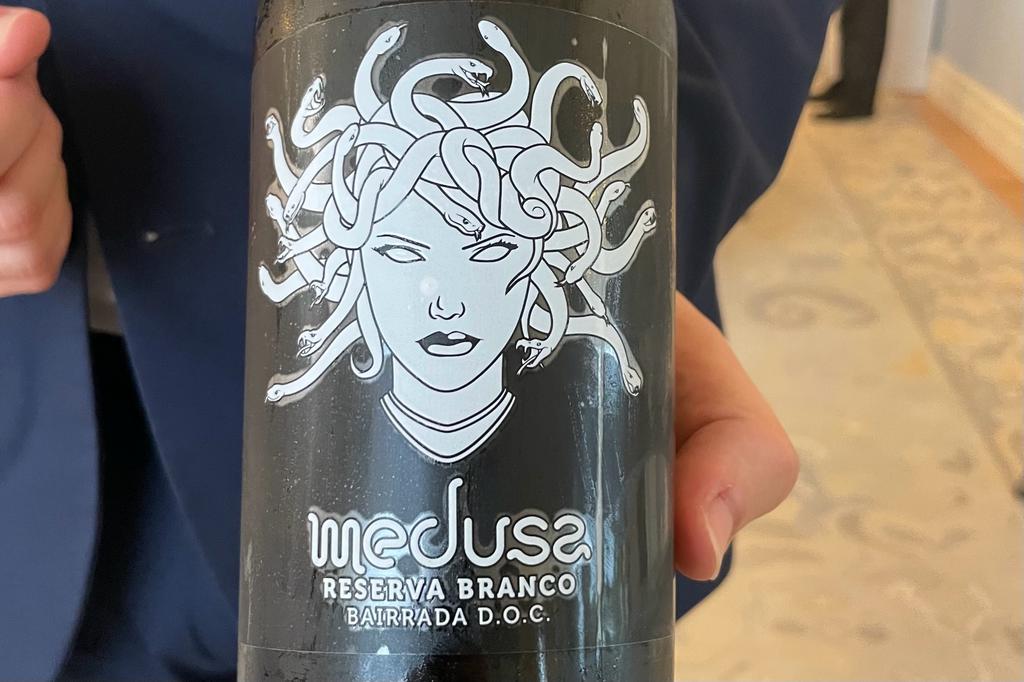 medusa
RESERVA BRANCO
BAIRRADA D.O.C.